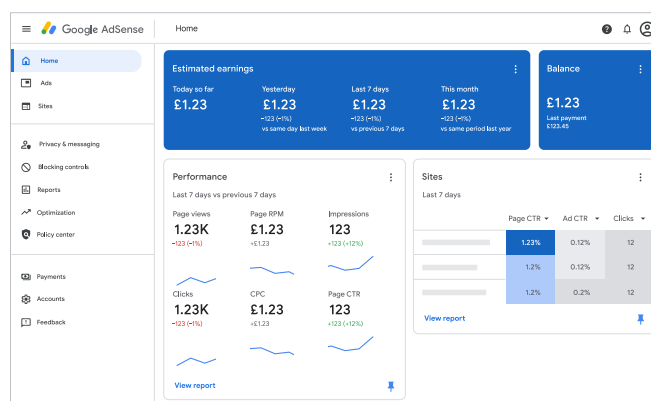 Google AdSense
Home
Home
Ads
Sites
Privacy & messaging
Blocking controls
Reports
Optimization
Policy center
Payments
Accounts
Feedback
Estimated earnings
Today so far Yesterday Last 7 days This month
£1.23 £1.23 £1.23 £1.23
-123 (-1%) -123 (-1%) -123 (-1%)
vs same day last week vs previous 7 days vs same period last year
Balance
£1.23
Last payment
£123.45
Performance
Last 7 days vs previous 7 days
Page views Page RPM Impressions
1.23K £1.23 123
-123 (-1%) +£1.23 +123 (+12%)
Clicks CPC Page CTR
1.23K £1.23 123
-123 (-1%) +£1.23 +123 (+12%)
View report
Sites
Last 7 days
Page CTR Ad CTR Clicks
1.23% 0.12% 12
1.2% 0.12% 12
1.2% 0.2% 12
View report